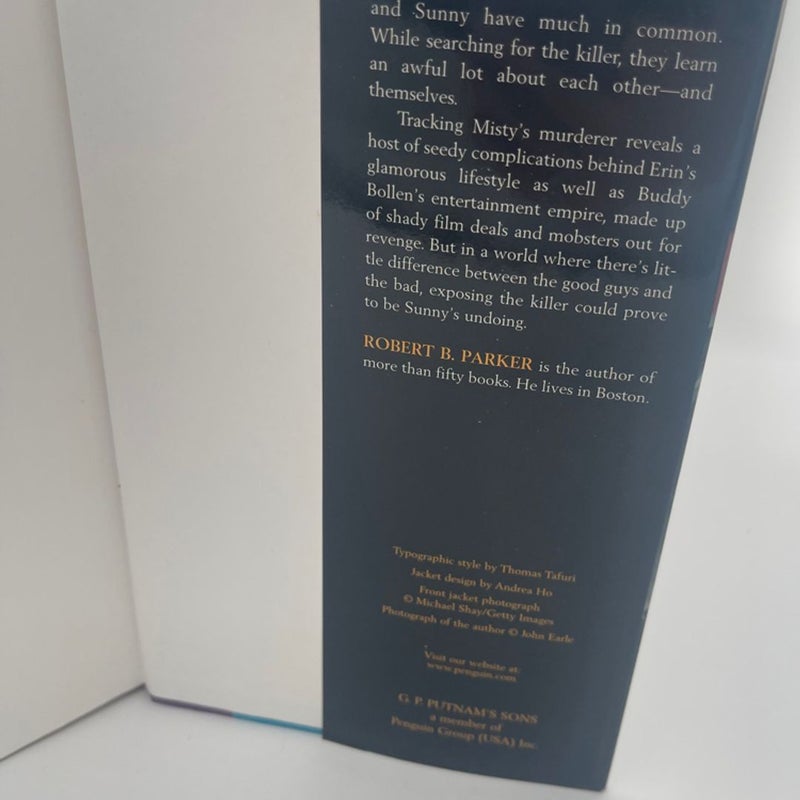 and Sunny have much in common.
While searching for the killer, they learn
an awful lot about each other—and
themselves.
Tracking Misty's murderer reveals a
host of seedy complications behind Erin's
glamorous lifestyle as well as Buddy
Bollen's entertainment empire, made up
of shady film deals and mobsters out for
revenge. But in a world where there's lit-
tle difference between the good guys and
the bad, exposing the killer could prove
to be Sunny's undoing.
ROBERT B. PARKER is the author of
more than fifty books. He lives in Boston.
Typographic style by Thomas Tafuri
Jacket design by Andrea Ho
Front jacket photograph
© Michael Shay/Getty Images
Photograph of the author © John Earle
Visit our website at:
www.penguin.com
G. P. PUTNAM'S SONS
a member of
Penguin Group (USA) Inc.